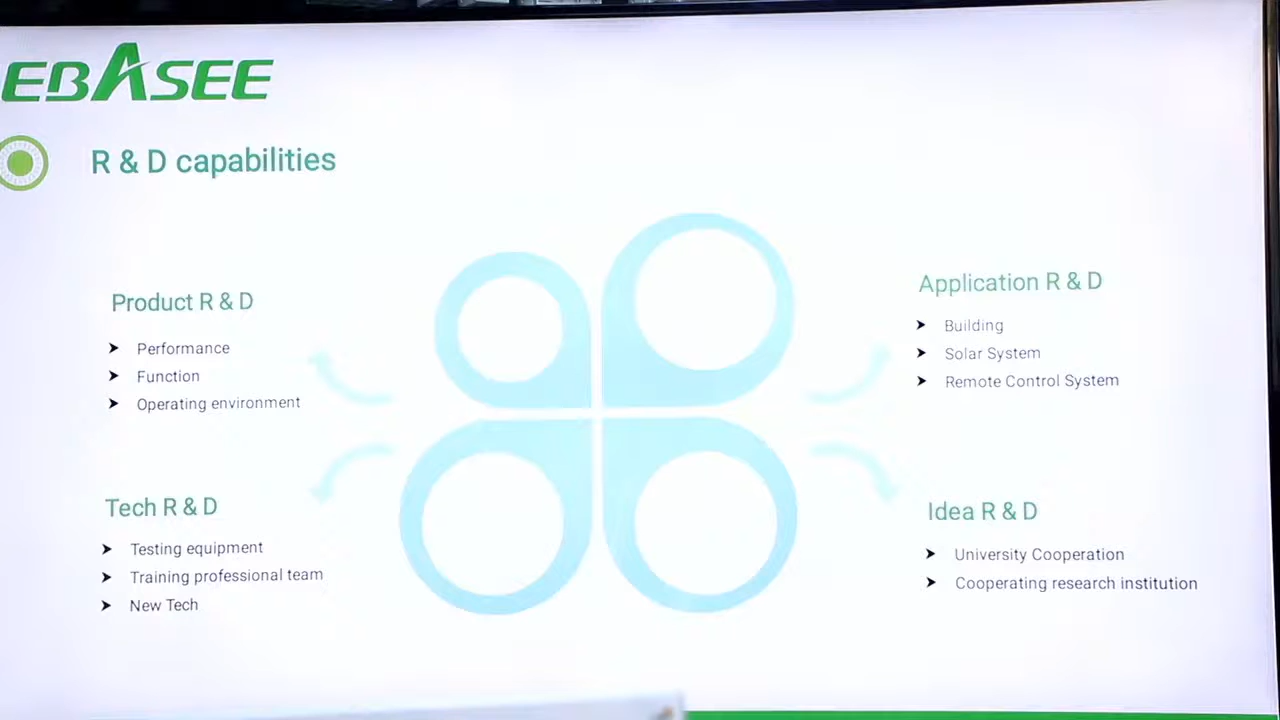 EBASEE
R & D capabilities
Product R & D
Performance
Function
Operating environment
Application R & D
Building
Solar System
Remote Control System
Tech R & D
Testing equipment
Training professional team
New Tech
Idea R & D
University Cooperation
Cooperating research institution